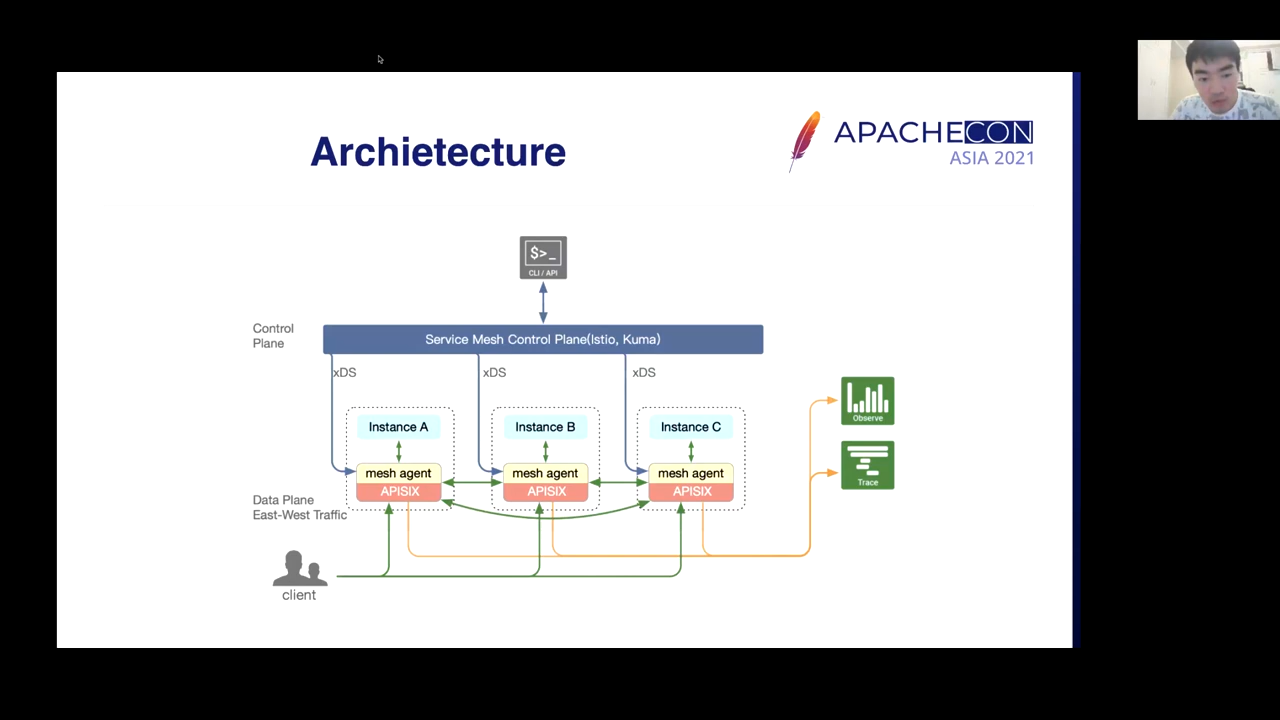 Archietecture
APACHECON
ASIA 2021
$>_
CLI / API
Control
Plane
Service Mesh Control Plane(Istio, Kuma)
xDS
xDS
xDS
Instance A
Instance B
Instance C
mesh agent
mesh agent
mesh agent
APISIX
APISIX
APISIX
Observe
Trace
Data Plane
East-West Traffic
client